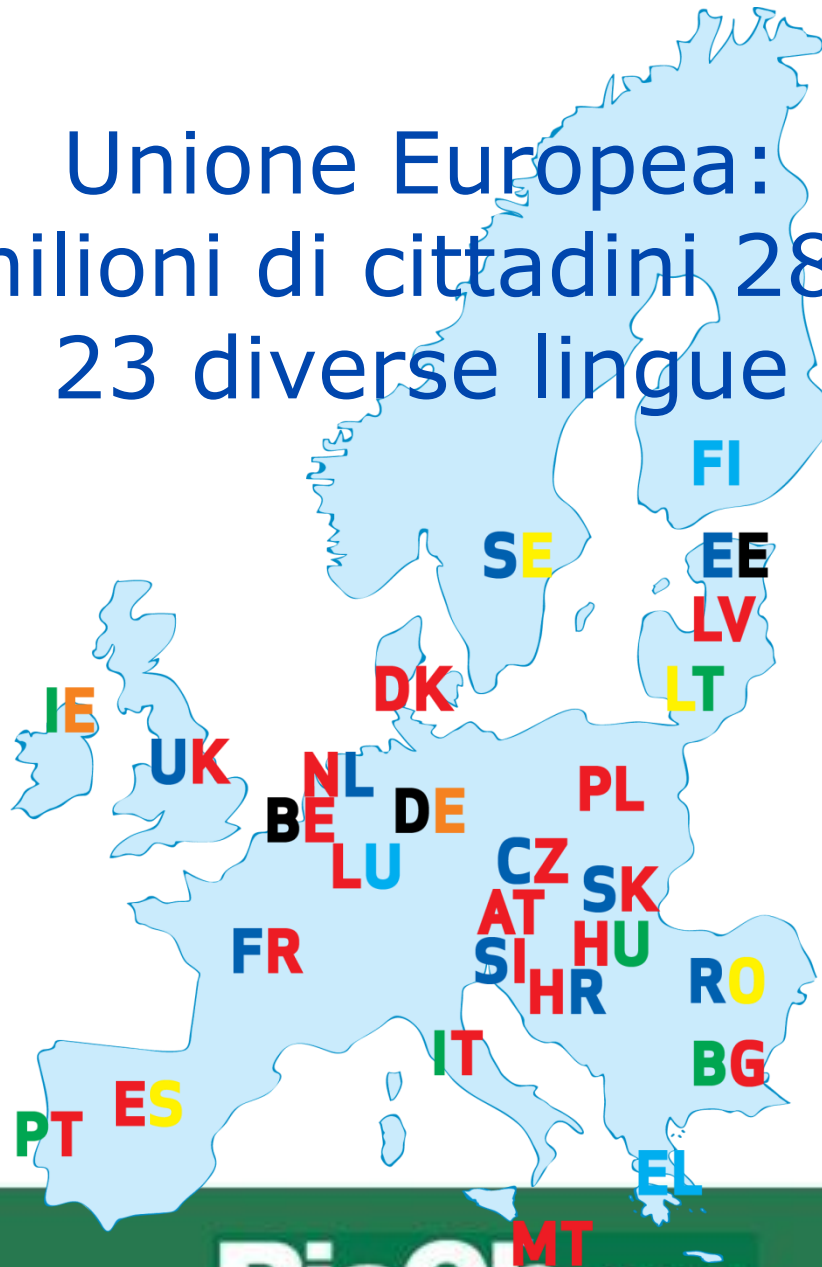 Unione Europea:
milioni di cittadini 28
23 diverse lingue
FI
SE EE
LV
DK LT
IE
UK NL PL
BE DE
LU CZ
SK
AT
FR HU
SI
HR RO
IT BG
ES
PT
EL
MT